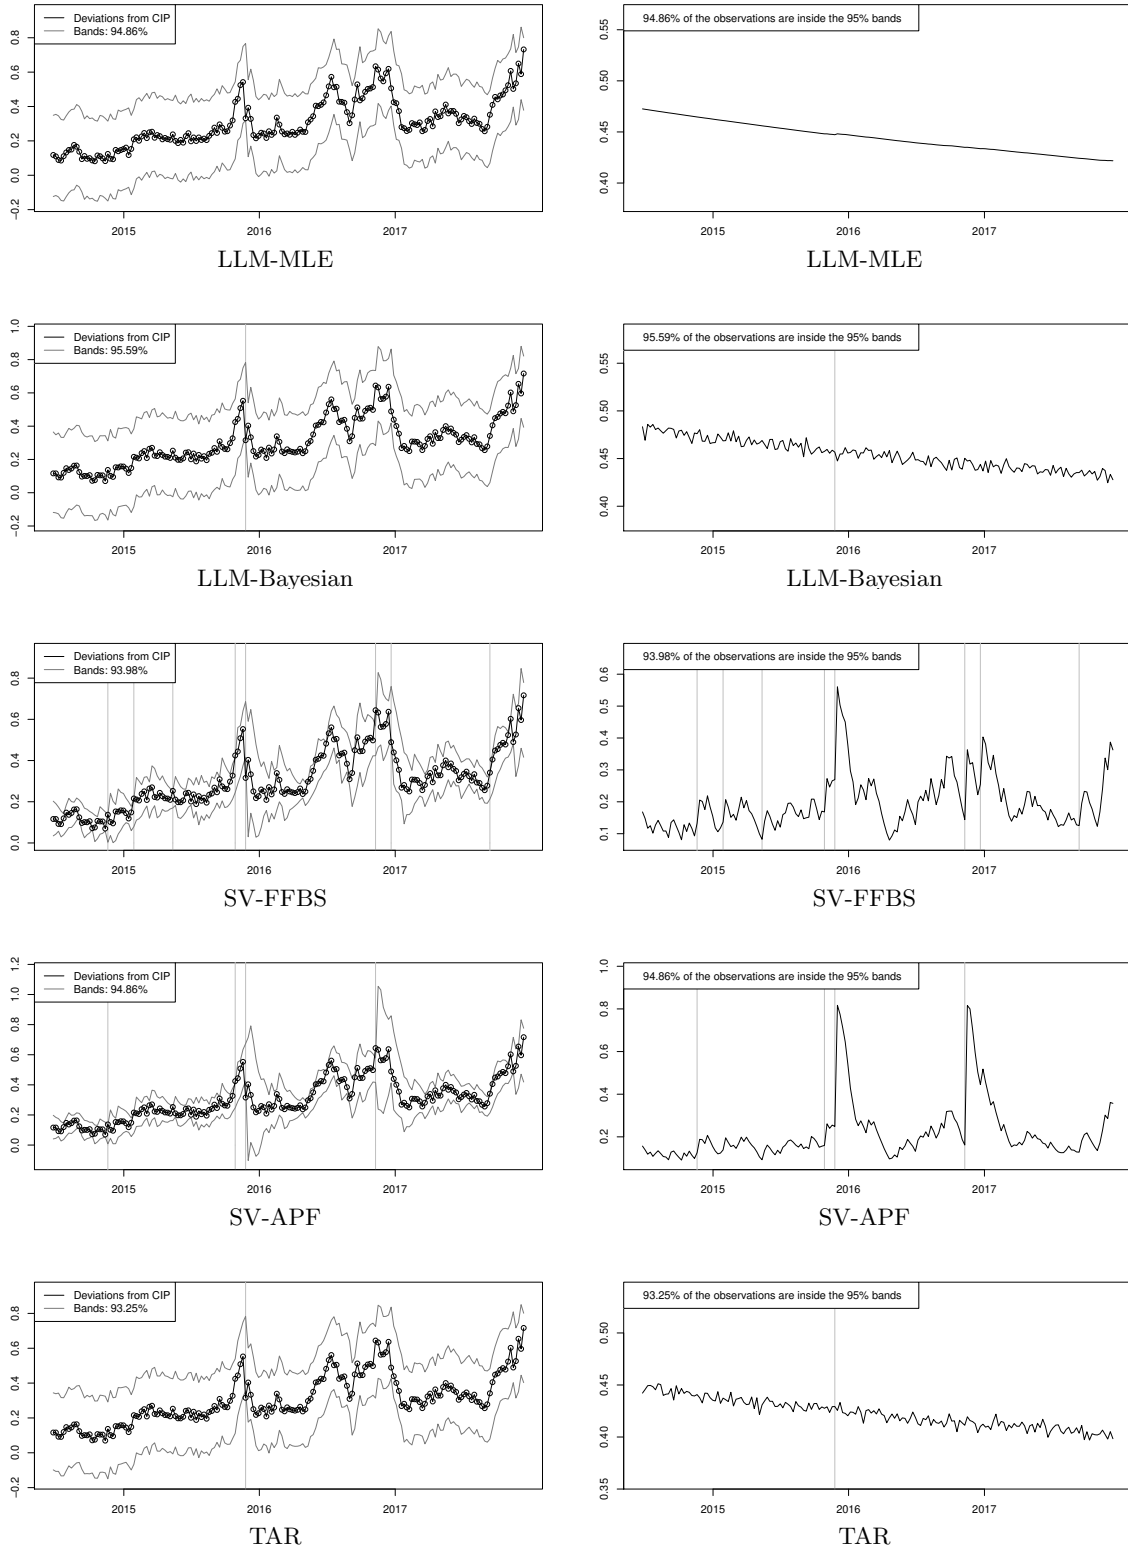 Deviations from CIP
Bands: 94.86%
94.86% of the observations are inside the 95% bands
−0.2 0.0 0.2 0.4 0.6 0.8
0.40 0.45 0.50 0.55
2015 2016 2017
2015 2016 2017
LLM-MLE
LLM-MLE
Deviations from CIP
Bands: 95.59%
95.59% of the observations are inside the 95% bands
−0.2 0.0 0.2 0.4 0.6 0.8 1.0
0.40 0.45 0.50 0.55
2015 2016 2017
2015 2016 2017
LLM-Bayesian
LLM-Bayesian
Deviations from CIP
Bands: 93.98%
93.98% of the observations are inside the 95% bands
0.0 0.2 0.4 0.6 0.8
0.1 0.2 0.3 0.4 0.5 0.6
2015 2016 2017
2015 2016 2017
SV-FFBS
SV-FFBS
Deviations from CIP
Bands: 94.86%
94.86% of the observations are inside the 95% bands
0.0 0.2 0.4 0.6 0.8 1.0 1.2
0.2 0.4 0.6 0.8 1.0
2015 2016 2017
2015 2016 2017
SV-APF
SV-APF
Deviations from CIP
Bands: 93.25%
93.25% of the observations are inside the 95% bands
−0.2 0.0 0.2 0.4 0.6 0.8
0.35 0.40 0.45 0.50
2015 2016 2017
2015 2016 2017
TAR
TAR